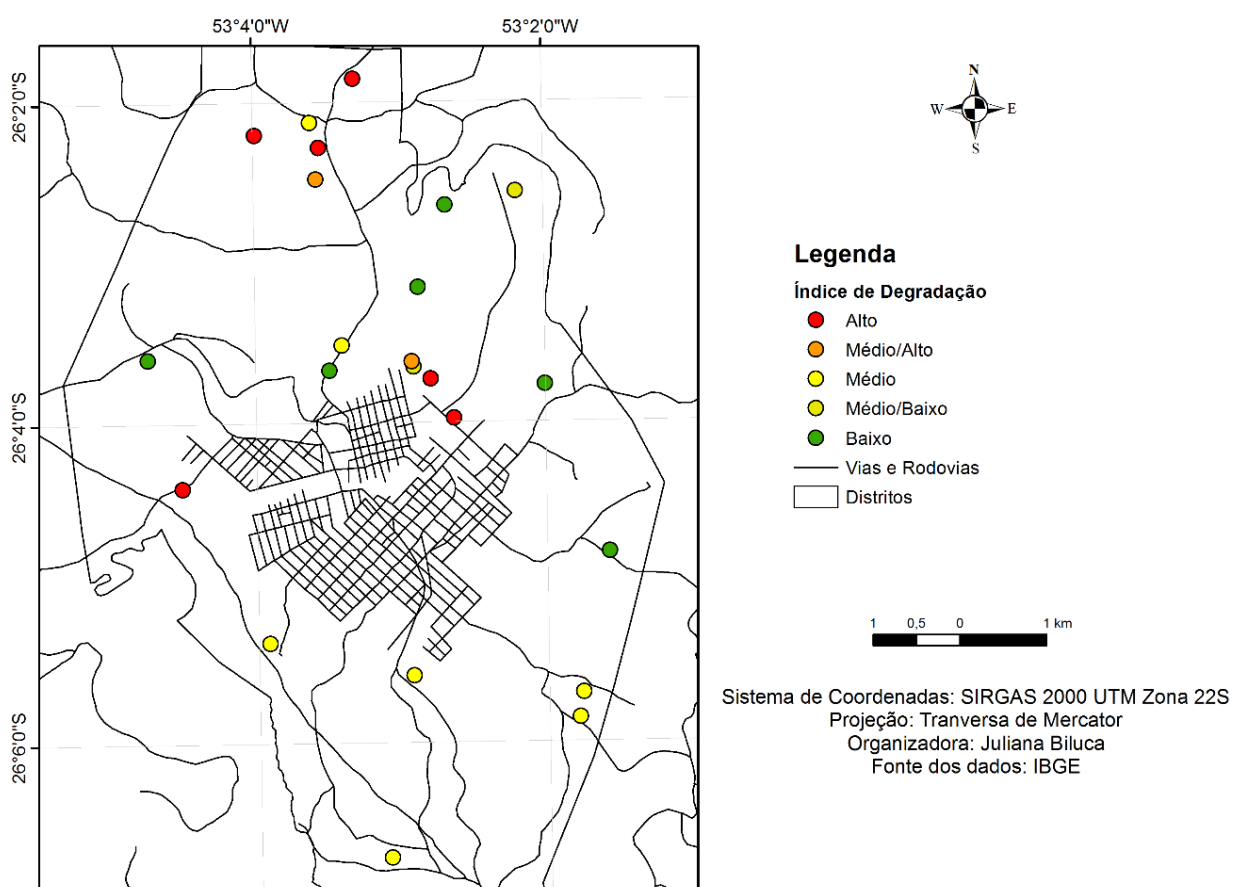 53°4'0"W
53°2'0"W
26°2'0"S
26°4'0"S
26°6'0"S
N
W
E
S
Legenda
Índice de Degradação
Alto
Médio/Alto
Médio
Médio/Baixo
Baixo
Vias e Rodovias
Distritos
1 0,5 0 1 km
Sistema de Coordenadas: SIRGAS 2000 UTM Zona 22S
Projeção: Tranversa de Mercator
Organizadora: Juliana Biluca
Fonte dos dados: IBGE